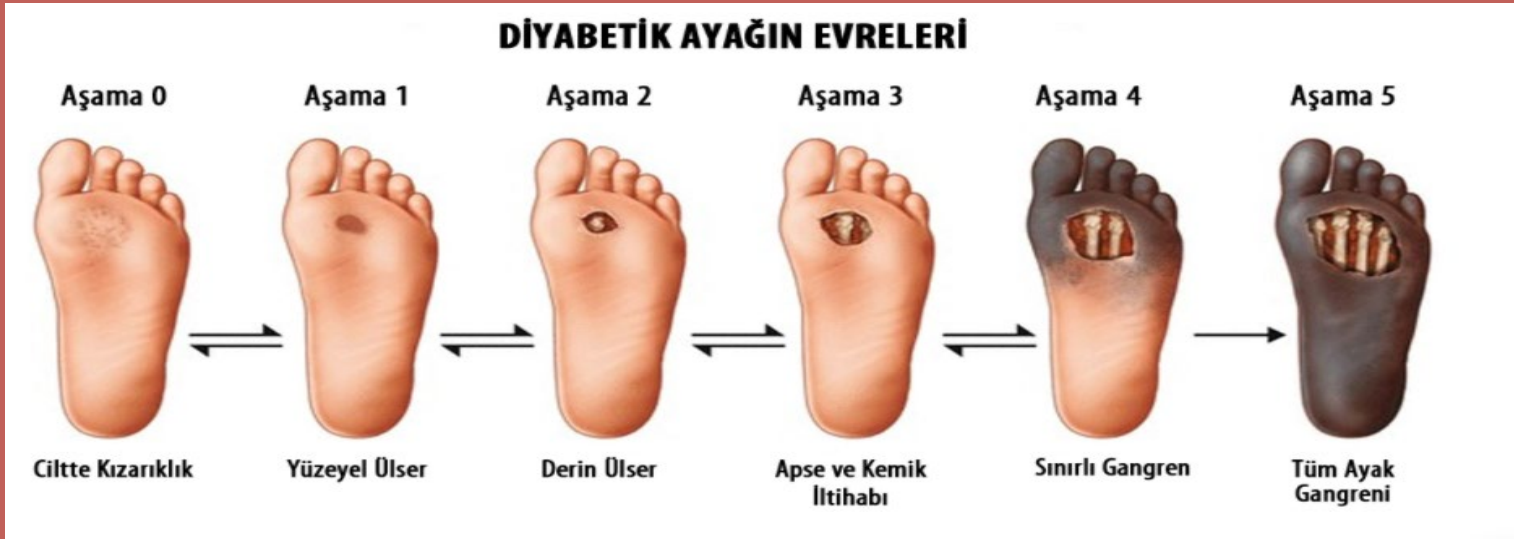 DİYABETİK AYAĞIN EVRELERİ
Aşama 0
Aşama 1
Aşama 2
Aşama 3
Aşama 4
Aşama 5
Ciltte Kızarıklık
Yüzeyel Ülser
Derin Ülser
Apse ve Kemik
İltihabı
Sınırlı Gangren
Tüm Ayak
Gangreni